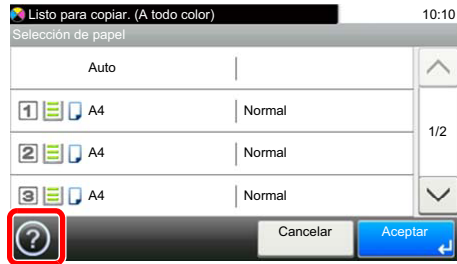 Listo para copiar. (A todo color) 10:10
Selección de papel
Auto
1 A4 Normal
1/2
2 A4 Normal
3 A4 Normal
? Cancelar Aceptar